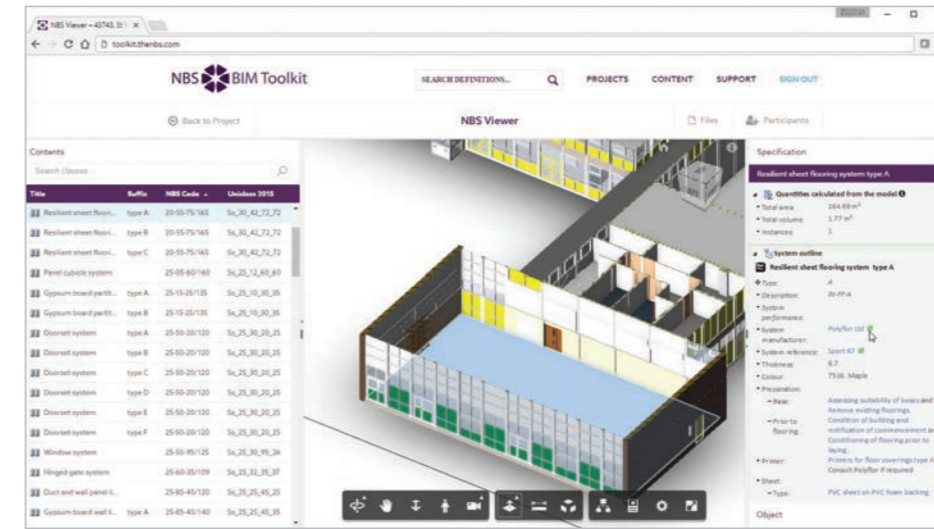 NBS Viewer – 43743, St
toolkit.thenbs.com
NBS BIM Toolkit
SEARCH DEFINITIONS...
PROJECTS
CONTENT
SUPPORT
SIGN OUT
Back to Project
NBS Viewer
Files
Participants
Contents
Search clauses...
Title Suffix NBS Code Uniclass 2015
Resilient sheet floori... type A 20-55-75/165 Ss_30_42_72_72
Resilient sheet floori... type B 20-55-75/165 Ss_30_42_72_72
Resilient sheet floori... type C 20-55-75/165 Ss_30_42_72_72
Panel cubicle system 25-05-60/160 Ss_25_12_60_60
Gypsum board partit... type A 25-15-25/135 Ss_25_10_30_35
Gypsum board partit... type B 25-15-25/135 Ss_25_10_30_35
Doorset system type A 25-50-20/120 Ss_25_30_20_25
Doorset system type B 25-50-20/120 Ss_25_30_20_25
Doorset system type C 25-50-20/120 Ss_25_30_20_25
Doorset system type D 25-50-20/120 Ss_25_30_20_25
Doorset system type E 25-50-20/120 Ss_25_30_20_25
Doorset system type F 25-50-20/120 Ss_25_30_20_25
Window system 25-50-95/125 Ss_25_30_95_26
Hinged gate system 25-60-35/109 Ss_25_32_35_37
Duct and wall panel li... 25-85-45/120 Ss_25_25_45_25
Gypsum board wall li... type A 25-85-45/140 Ss_25_25_45_35
Specification
Resilient sheet flooring system type A
Quantities calculated from the model
Total area: 264.68 m²
Total volume: 1.77 m³
Instances: 1
System outline
Resilient sheet flooring system type A
Type: A
Description:
System
performance:
System Polyflor Ltd
manufacturer:
System reference: Sport 67
Thickness: 6.7.
Colour: 7516. Maple
Preparation:
Base: Assessing suitability of bases and
Remove existing floorings.
Prior to Condition of building and
flooring: notification of commencement
Conditioning of flooring prior to
laying.
Primer: Primers for floor coverings type A
Consult Polyflor if required
Sheet:
Type: PVC sheet on PVC foam backing.
Object